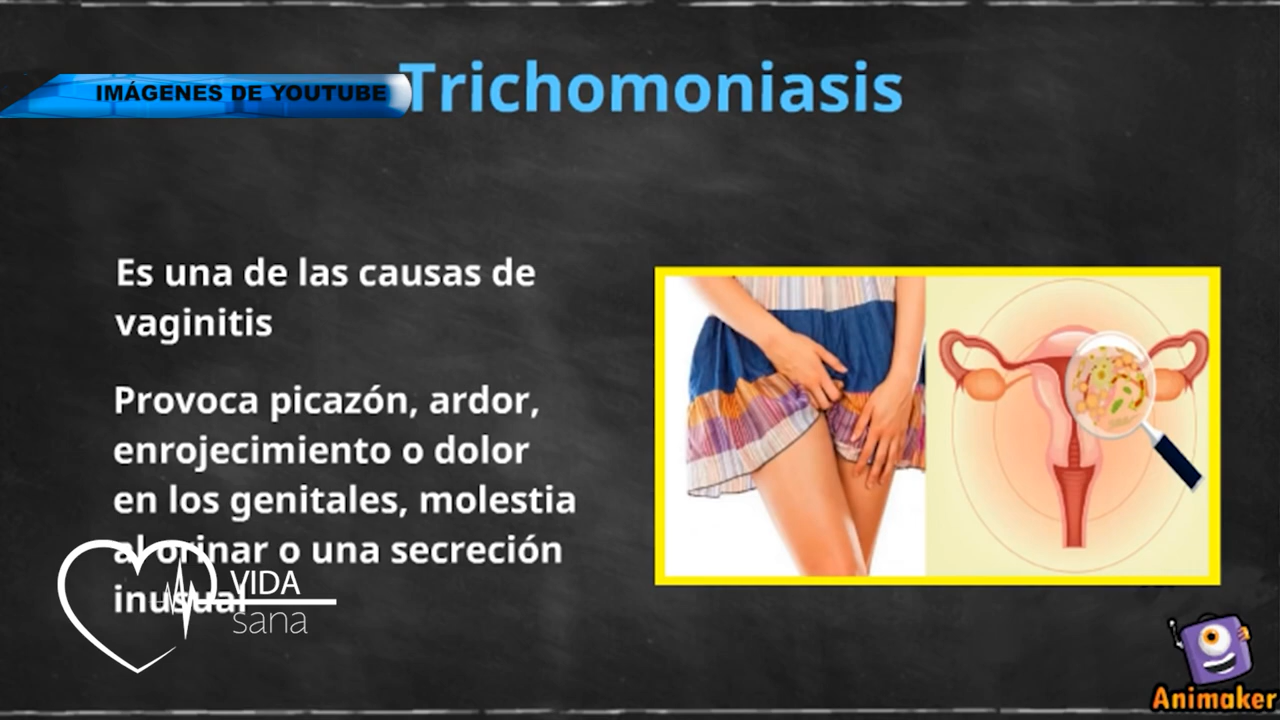 Trichomoniasis
IMÁGENES DE YOUTUBE
Es una de las causas de
vaginitis
Provoca picazón, ardor,
enrojecimiento o dolor
en los genitales, molestia
al orinar o una secreción
inusual
VIDA
sana
Animaker